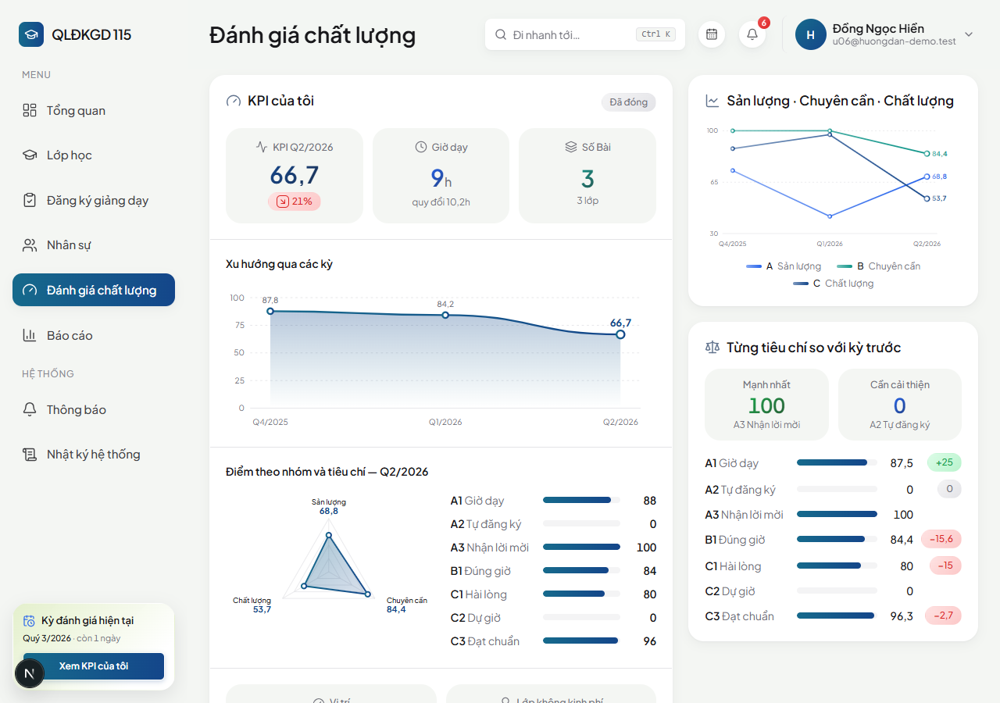 QLĐKGD 115
MENU
Tổng quan
Lớp học
Đăng ký giảng dạy
Nhân sự
Đánh giá chất lượng
Báo cáo
HỆ THỐNG
Thông báo
Nhật ký hệ thống
Kỳ đánh giá hiện tại
Quý 3/2026 · còn 1 ngày
Xem KPI của tôi
N
Đánh giá chất lượng
Đi nhanh tới...
Ctrl K
6
H
Đồng Ngọc Hiền
u06@huongdan-demo.test
KPI của tôi
Đã đóng
KPI Q2/2026
66,7
21%
Giờ dạy
9h
quy đổi 10,2h
Số Bài
3
3 lớp
Xu hướng qua các kỳ
100
75
50
25
0
87,8
84,2
66,7
Q4/2025
Q1/2026
Q2/2026
Điểm theo nhóm và tiêu chí — Q2/2026
Sản lượng
68,8
Chất lượng
53,7
Chuyên cần
84,4
A1 Giờ dạy 88
A2 Tự đăng ký 0
A3 Nhận lời mời 100
B1 Đúng giờ 84
C1 Hài lòng 80
C2 Dự giờ 0
C3 Đạt chuẩn 96
Vị trí
Lớp không kinh phí
Sản lượng · Chuyên cần · Chất lượng
100
65
30
84,4
68,8
53,7
Q4/2025
Q1/2026
Q2/2026
A Sản lượng
B Chuyên cần
C Chất lượng
Từng tiêu chí so với kỳ trước
Mạnh nhất
100
A3 Nhận lời mời
Cần cải thiện
0
A2 Tự đăng ký
A1 Giờ dạy 87,5 +25
A2 Tự đăng ký 0 0
A3 Nhận lời mời 100
B1 Đúng giờ 84,4 −15,6
C1 Hài lòng 80 −15
C2 Dự giờ 0
C3 Đạt chuẩn 96,3 −2,7